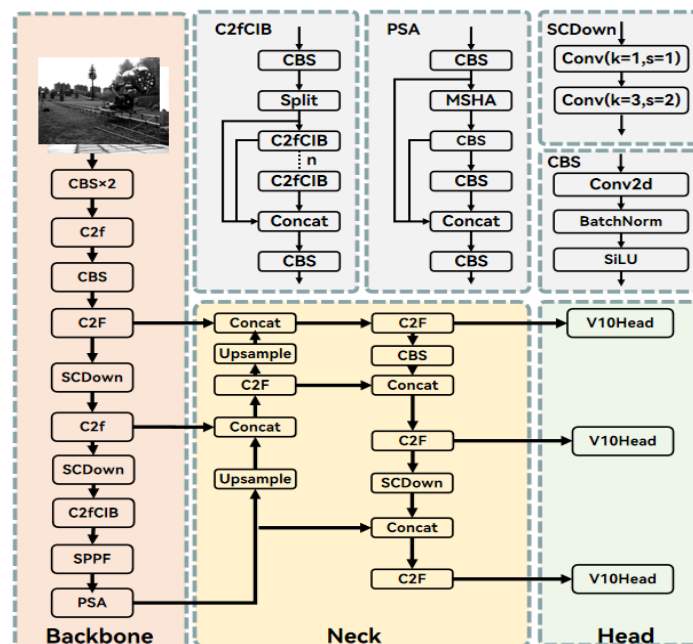 CBS×2
C2f
CBS
C2F
SCDown
C2f
SCDown
C2fCIB
SPPF
PSA
Backbone
C2fCIB
CBS
Split
C2fCIB
n
C2fCIB
Concat
CBS
PSA
CBS
MSHA
CBS
CBS
Concat
CBS
SCDown
Conv(k=1,s=1)
Conv(k=3,s=2)
CBS
Conv2d
BatchNorm
SiLU
Concat
Upsample
C2F
Concat
Upsample
C2F
CBS
Concat
C2F
SCDown
Concat
C2F
Neck
V10Head
V10Head
V10Head
Head